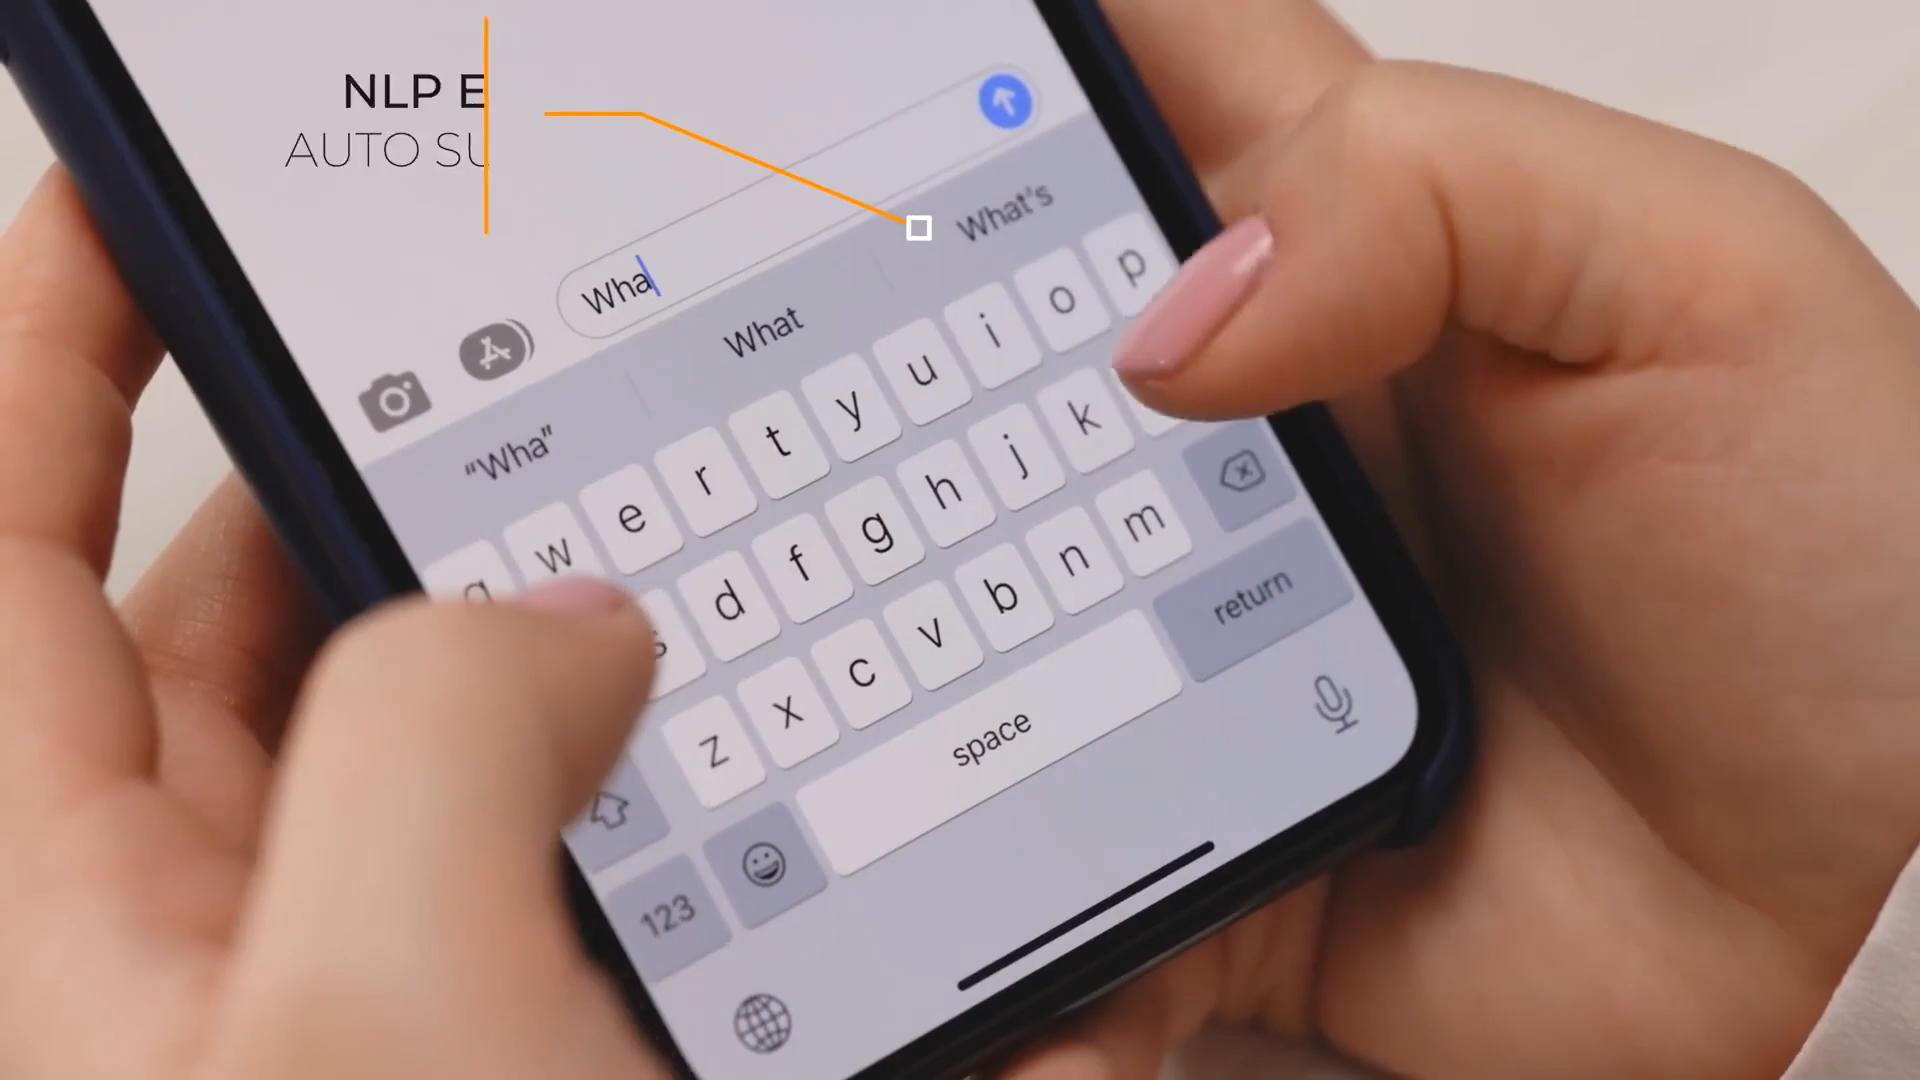 NLP E
AUTO SU
Wha
"Wha" What What's
q w e r t y u i o p
s d f g h j k
z x c v b n m
123 space return